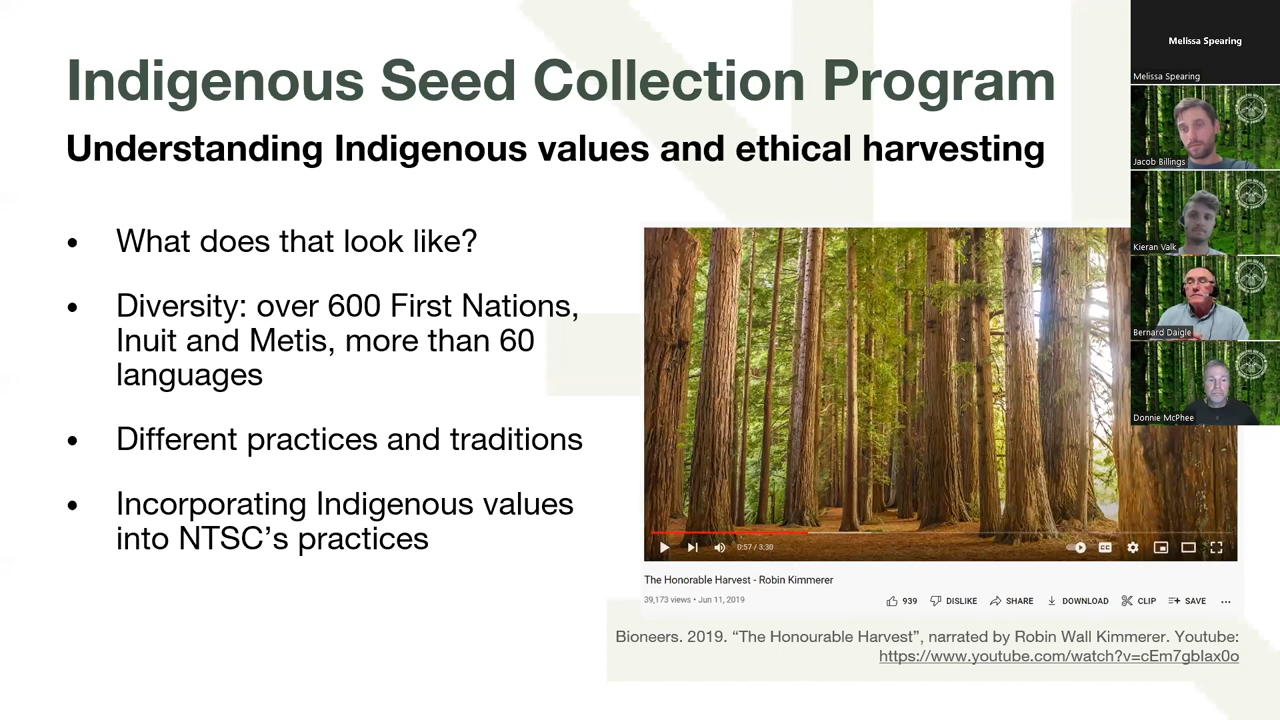 Indigenous Seed Collection Program
Understanding Indigenous values and ethical harvesting
• What does that look like?
• Diversity: over 600 First Nations,
Inuit and Metis, more than 60
languages
• Different practices and traditions
• Incorporating Indigenous values
into NTSC's practices
0:57 / 3:30
CC
The Honorable Harvest - Robin Kimmerer
39,173 views • Jun 11, 2019
939 DISLIKE SHARE DOWNLOAD CLIP SAVE ...
Bioneers. 2019. “The Honourable Harvest”, narrated by Robin Wall Kimmerer. Youtube:
https://www.youtube.com/watch?v=cEm7gblax0o
Melissa Spearing
Melissa Spearing
Jacob Billings
Kieran Valk
Bernard Daigle
Donnie McPhee